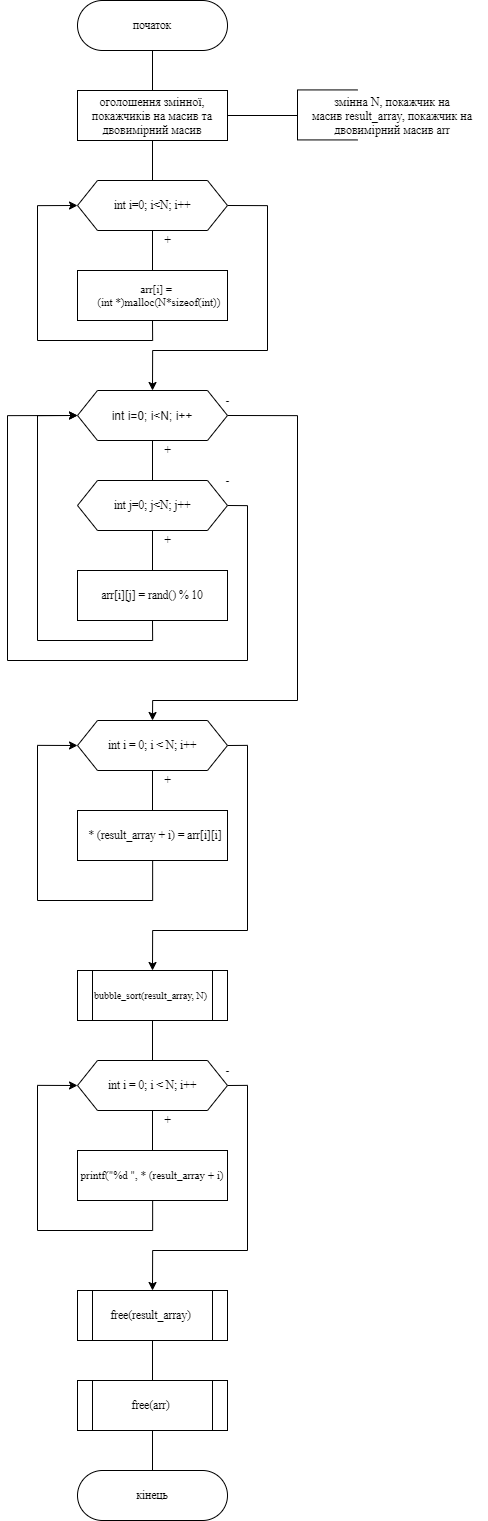 початок
оголошення змінної,
покажчиків на масив та
двовимірний масив
змінна N, покажчик на
масив result_array, покажчик на
двовимірний масив arr
int i=0; i<N; i++
+
arr[i] =
(int *)malloc(N*sizeof(int))
-
int i=0; i<N; i++
+
-
int j=0; j<N; j++
+
arr[i][j] = rand() % 10
int i = 0; i < N; i++
+
* (result_array + i) = arr[i][i]
bubble_sort(result_array, N)
-
int i = 0; i < N; i++
+
printf("%d ", * (result_array + i)
free(result_array)
free(arr)
кінець